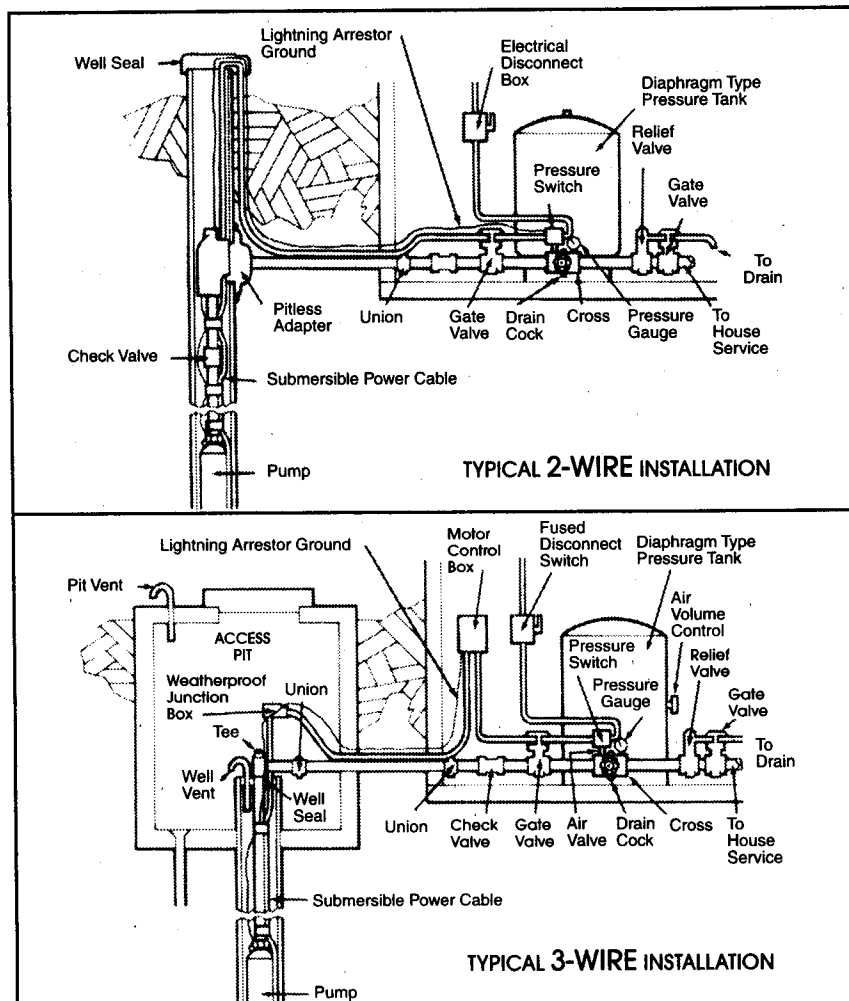 Lightning Arrestor
Ground
Well Seal
Electrical
Disconnect
Box
Diaphragm Type
Pressure Tank
Relief
Valve
Pressure
Switch
Gate
Valve
To
Drain
Pitless
Adapter
Union
Gate
Valve
Drain
Cock
Cross
Pressure
Gauge
To
House
Service
Check Valve
Submersible Power Cable
Pump
TYPICAL 2-WIRE INSTALLATION
Lightning Arrestor Ground
Motor
Control
Box
Fused
Disconnect
Switch
Diaphragm Type
Pressure Tank
Pit Vent
Air
Volume
Control
ACCESS
PIT
Pressure
Switch
Relief
Valve
Weatherproof
Junction
Box
Union
Pressure
Gauge
Gate
Valve
Tee
Well
Vent
To
Drain
Well
Seal
Union
Check
Valve
Gate
Valve
Air
Valve
Drain
Cock
Cross
To
House
Service
Submersible Power Cable
TYPICAL 3-WIRE INSTALLATION
Pump